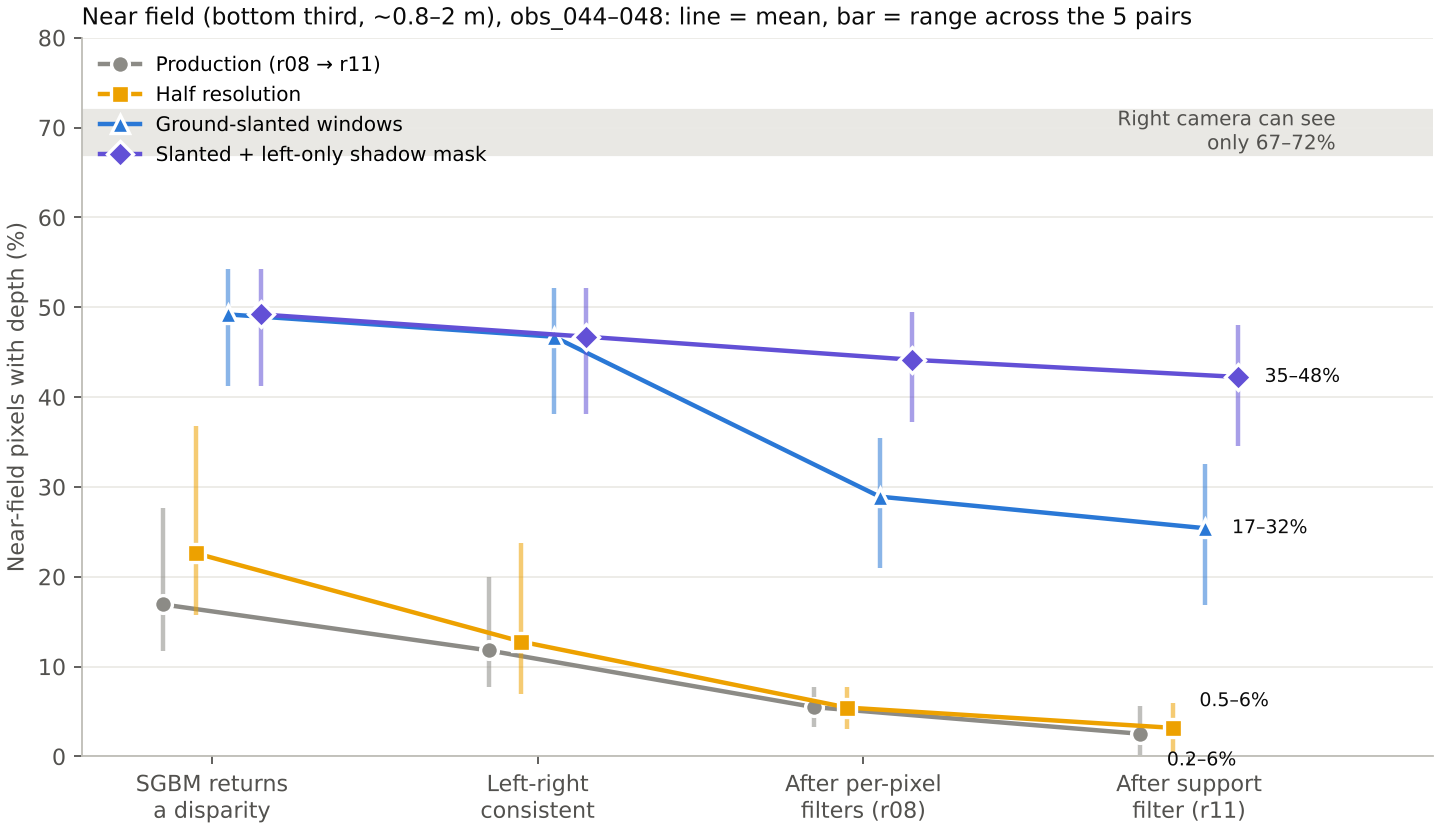 Near field (bottom third, ~0.8–2 m), obs_044–048: line = mean, bar = range across the 5 pairs
Near-field pixels with depth (%)
80
70
60
50
40
30
20
10
0
Production (r08 → r11)
Half resolution
Ground-slanted windows
Slanted + left-only shadow mask
Right camera can see
only 67–72%
35–48%
17–32%
0.5–6%
0.2–6%
SGBM returns
a disparity
Left-right
consistent
After per-pixel
filters (r08)
After support
filter (r11)